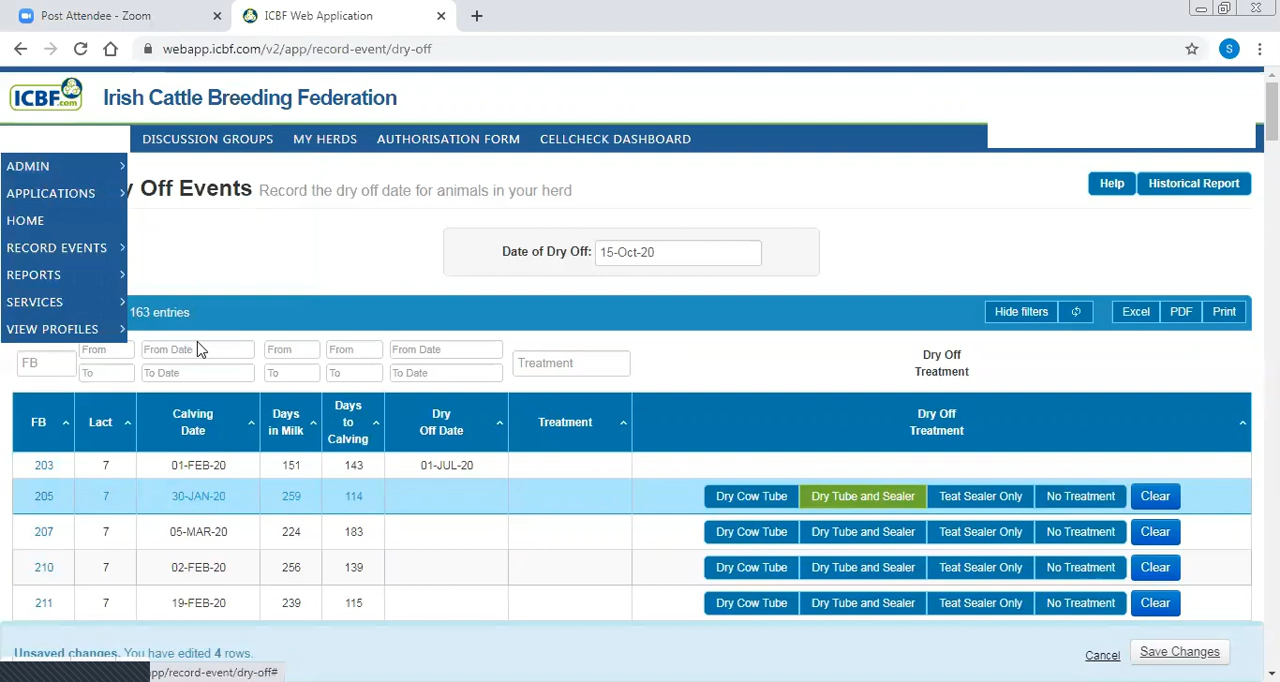 Post Attendee - Zoom
ICBF Web Application
webapp.icbf.com/v2/app/record-event/dry-off
S
ICBF.com
Irish Cattle Breeding Federation
DISCUSSION GROUPS MY HERDS AUTHORISATION FORM CELLCHECK DASHBOARD
ADMIN
APPLICATIONS
HOME
RECORD EVENTS
REPORTS
SERVICES
VIEW PROFILES
y Off Events Record the dry off date for animals in your herd
Help Historical Report
Date of Dry Off: 15-Oct-20
163 entries
Hide filters Excel PDF Print
FB From From Date From From From Date Treatment
To To Date To To To Date
Dry Off
Treatment
FB Lact Calving Date Days in Milk Days to Calving Dry Off Date Treatment Dry Off Treatment
203 7 01-FEB-20 151 143 01-JUL-20
205 7 30-JAN-20 259 114 Dry Cow Tube Dry Tube and Sealer Teat Sealer Only No Treatment Clear
207 7 05-MAR-20 224 183 Dry Cow Tube Dry Tube and Sealer Teat Sealer Only No Treatment Clear
210 7 02-FEB-20 256 139 Dry Cow Tube Dry Tube and Sealer Teat Sealer Only No Treatment Clear
211 7 19-FEB-20 239 115 Dry Cow Tube Dry Tube and Sealer Teat Sealer Only No Treatment Clear
Unsaved changes. You have edited 4 rows.
Cancel Save Changes
app/record-event/dry-off#